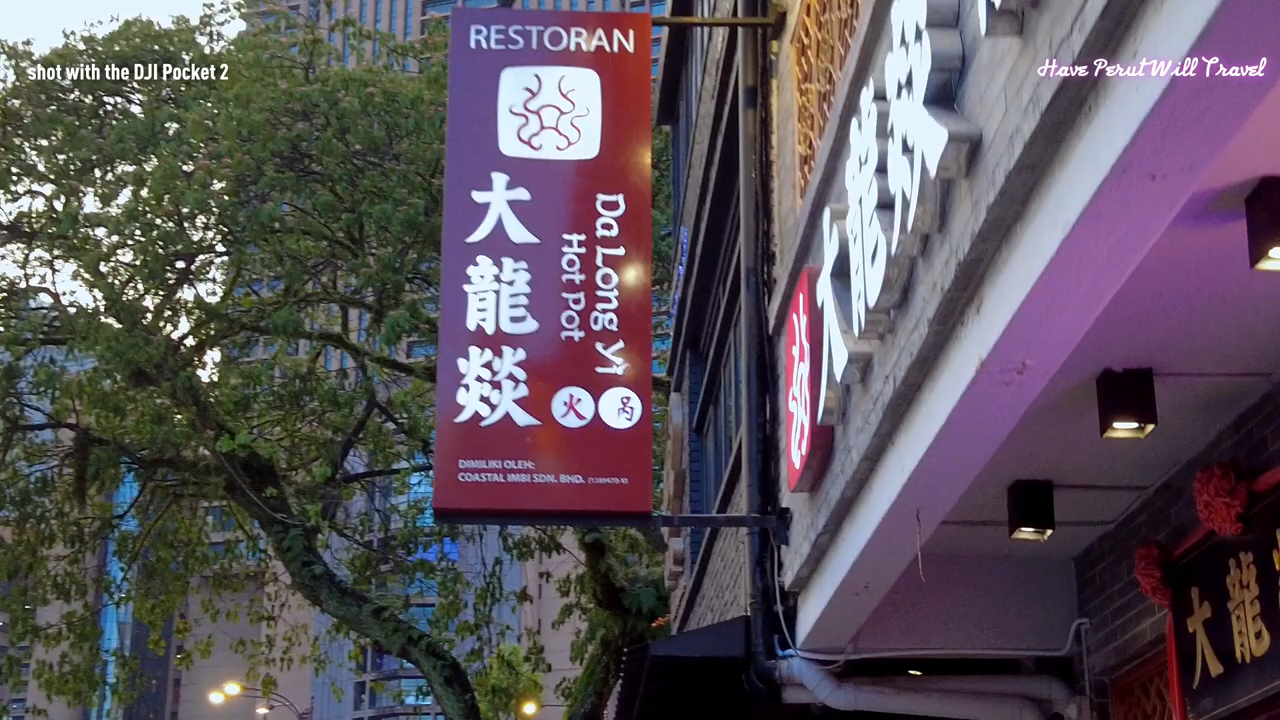 shot with the DJI Pocket 2
Have Perut Will Travel
RESTORAN
大龍燚
Da Long Yi
Hot Pot
火
DIMILIKI OLEH:
COASTAL IMBI SDN. BHD.
大龍燚
大龍